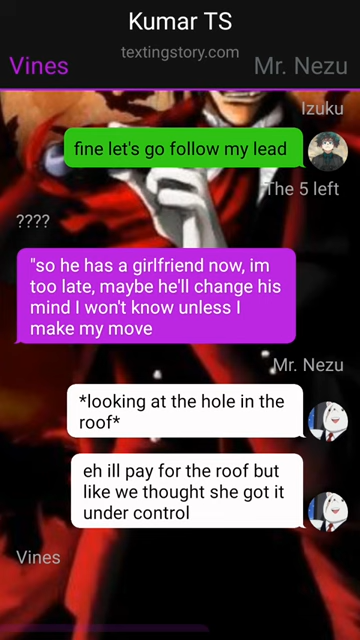 Kumar TS
textingstory.com
Vines
Mr. Nezu
Izuku
fine let's go follow my lead
The 5 left
????
"so he has a girlfriend now, im
too late, maybe he'll change his
mind I won't know unless I
make my move
Mr. Nezu
*looking at the hole in the
roof*
eh ill pay for the roof but
like we thought she got it
under control
Vines